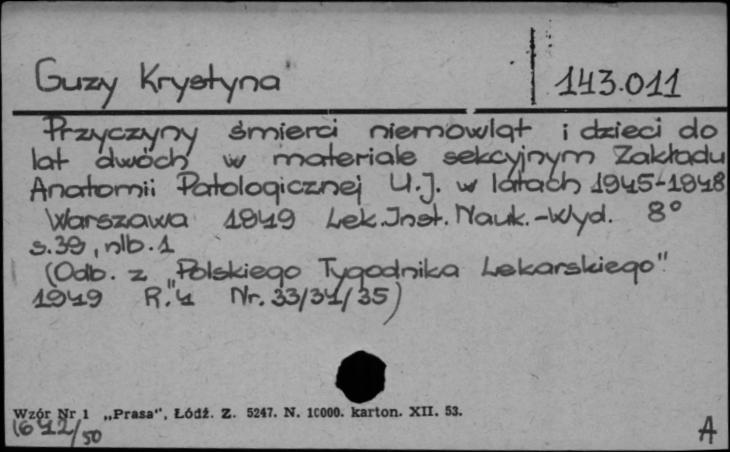 Guzy Krystyna
143.011
Przyczyny śmierci niemowląt i dzieci do
lat dwóch w materiale sekcyjnym Zakładu
Anatomii Patologicznej U.J. w latach 1945-1948
Warszawa 1949 Lek.Inst.Nauk.-Wyd. 8°
s.39, nlb.1
(Odb. z "Polskiego Tygodnika Lekarskiego"
1949 R. 4 Nr. 33/34/35)
Wzór Nr 1 „Prasa", Łódź. Z. 5247. N. 10000. karton. XII. 53.
1642/50
A